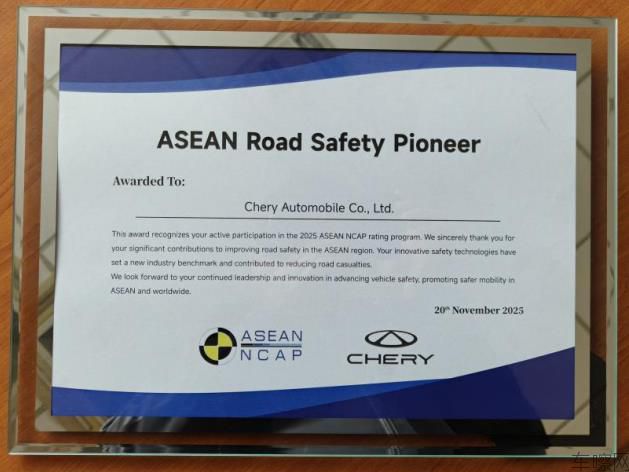 ASEAN Road Safety Pioneer
Awarded To:
Chery Automobile Co., Ltd.
This award recognizes your active participation in the 2025 ASEAN NCAP rating program. We sincerely thank you for
your significant contributions to improving road safety in the ASEAN region. Your innovative safety technologies have
set a new industry benchmark and contributed to reducing road casualties.
We look forward to your continued leadership and innovation in advancing vehicle safety, promoting safer mobility in
ASEAN and worldwide.
20th November 2025
ASEAN
NCAP
CHERY
车嚓网